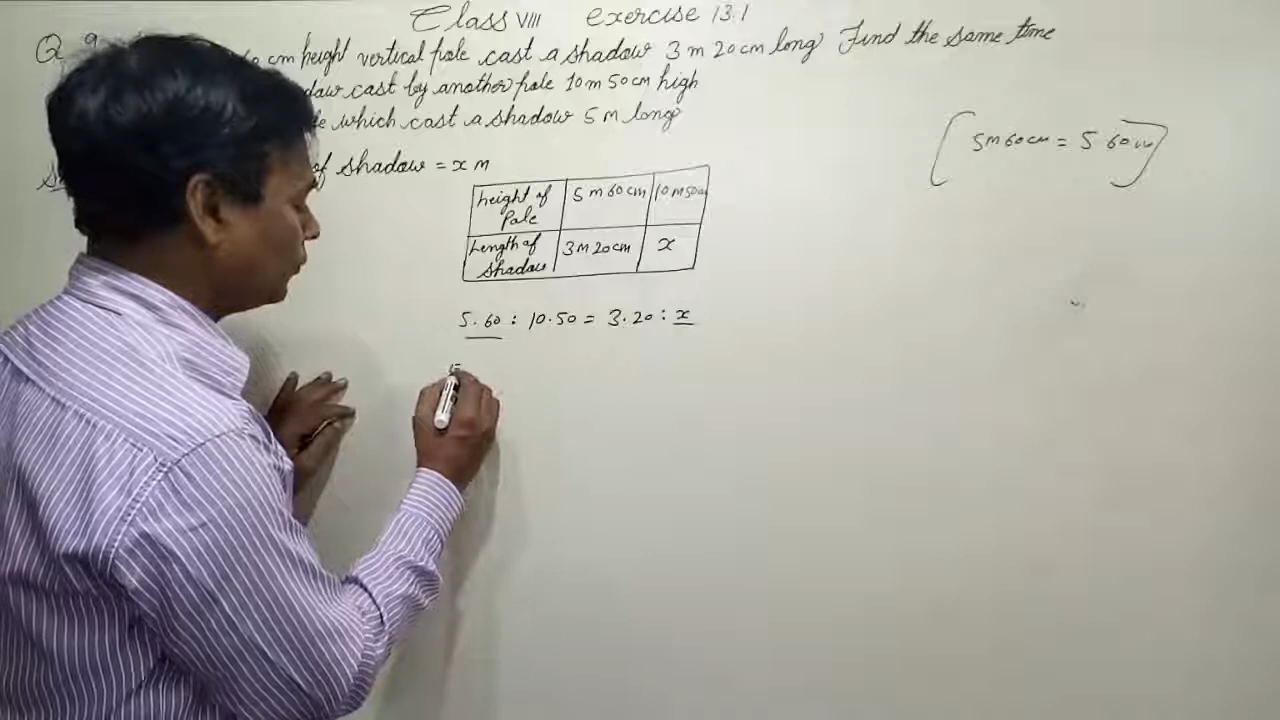 Class VIII exercise 13.1
Q 9 cm height vertical pole cast a shadow 3 m 20 cm long Find the same time
cast by another pole 10 m 50 cm high
which cast a shadow 5 m long
of shadow = x m
[5 m 60 cm = 5 60
height of Pole 5 m 60 cm 10 m 50
Length of Shadow 3 m 20 cm x
5.60 : 10.50 = 3.20 : x